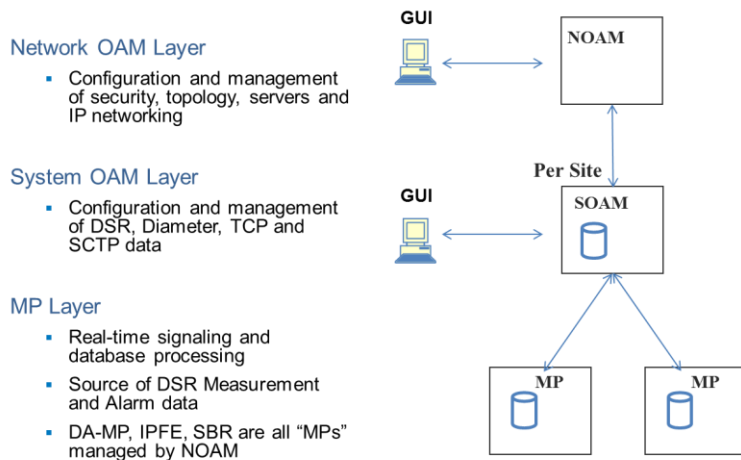 Network OAM Layer
▪ Configuration and management
of security, topology, servers and
IP networking
System OAM Layer
▪ Configuration and management
of DSR, Diameter, TCP and
SCTP data
MP Layer
▪ Real-time signaling and
database processing
▪ Source of DSR Measurement
and Alarm data
▪ DA-MP, IPFE, SBR are all “MPs”
managed by NOAM
GUI
NOAM
Per Site
GUI
SOAM
MP
MP